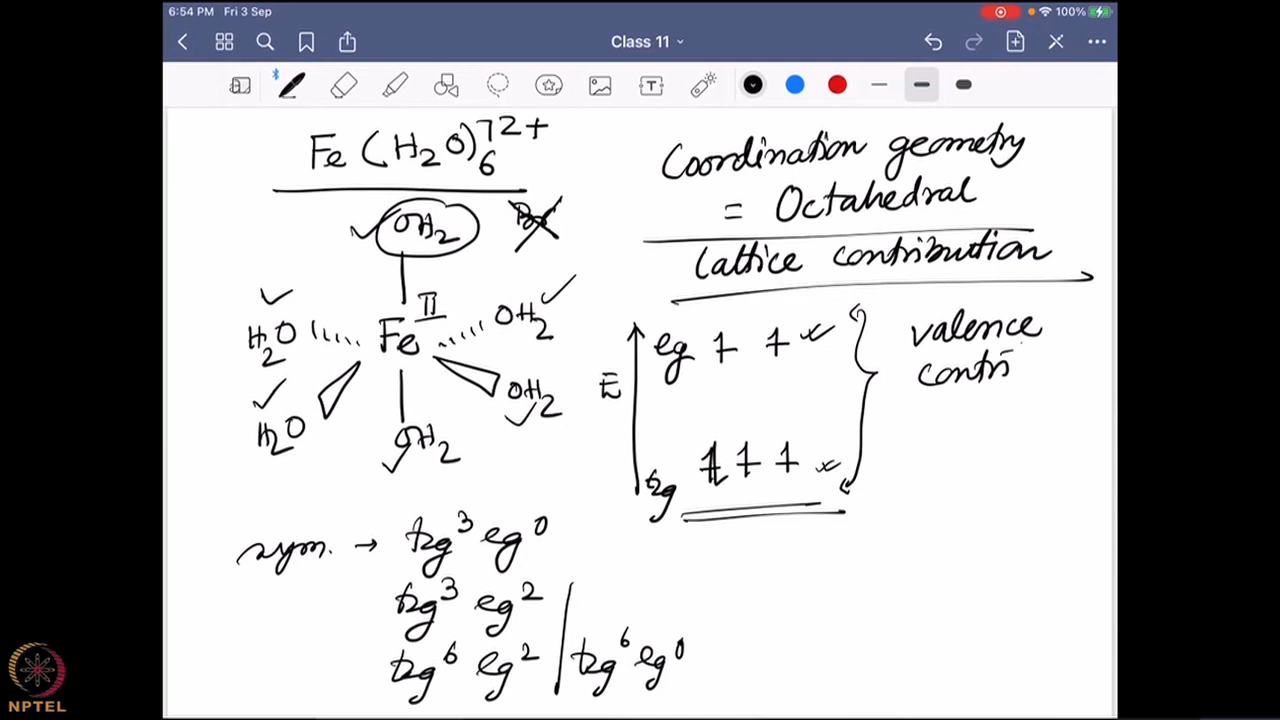 6:54 PM Fri 3 Sep
100%
Class 11
T
Fe (H2O)6]2+
OH2
Coordination geometry
= Octahedral
Lattice contribution
II
H2O Fe OH2
H2O OH2
OH2
E
eg
t2g
valence
contri
sym. → t2g3 eg0
t2g3 eg2
t2g6 eg2 | t2g6 eg0
NPTEL